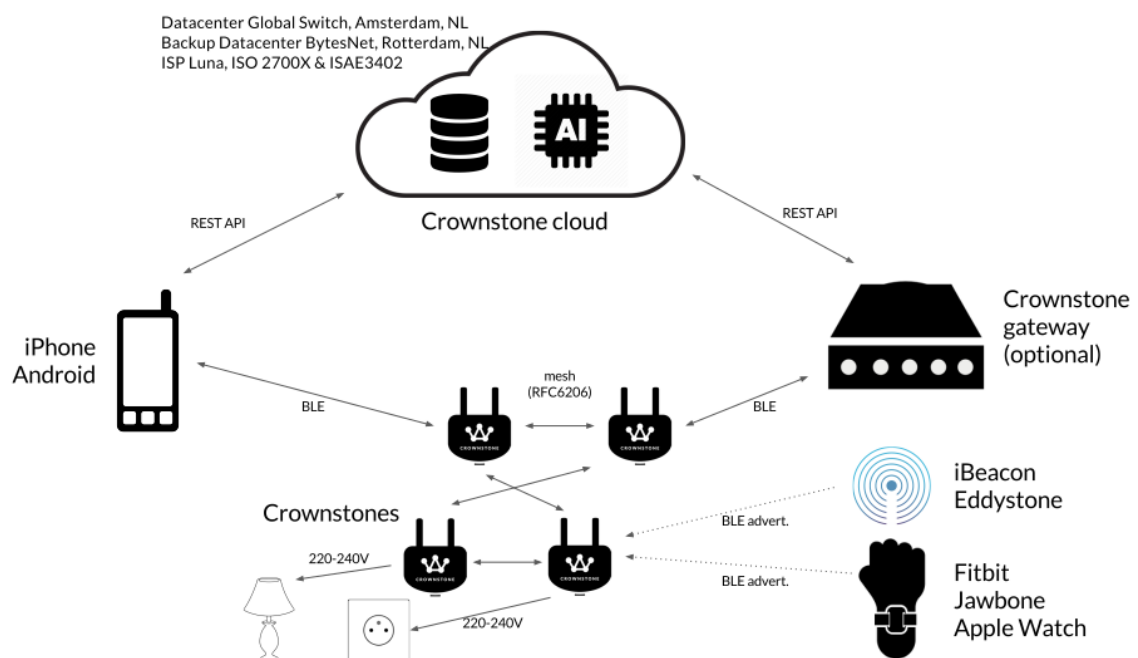 Datacenter Global Switch, Amsterdam, NL
Backup Datacenter BytesNet, Rotterdam, NL
ISP Luna, ISO 2700X & ISAE3402
AI
Crownstone cloud
REST API
REST API
iPhone
Android
Crownstone
gateway
(optional)
mesh
(RFC6206)
BLE
BLE
CROWNSTONE
CROWNSTONE
iBeacon
Eddystone
Crownstones
BLE advert.
220-240V
CROWNSTONE
CROWNSTONE
BLE advert.
Fitbit
Jawbone
Apple Watch
220-240V